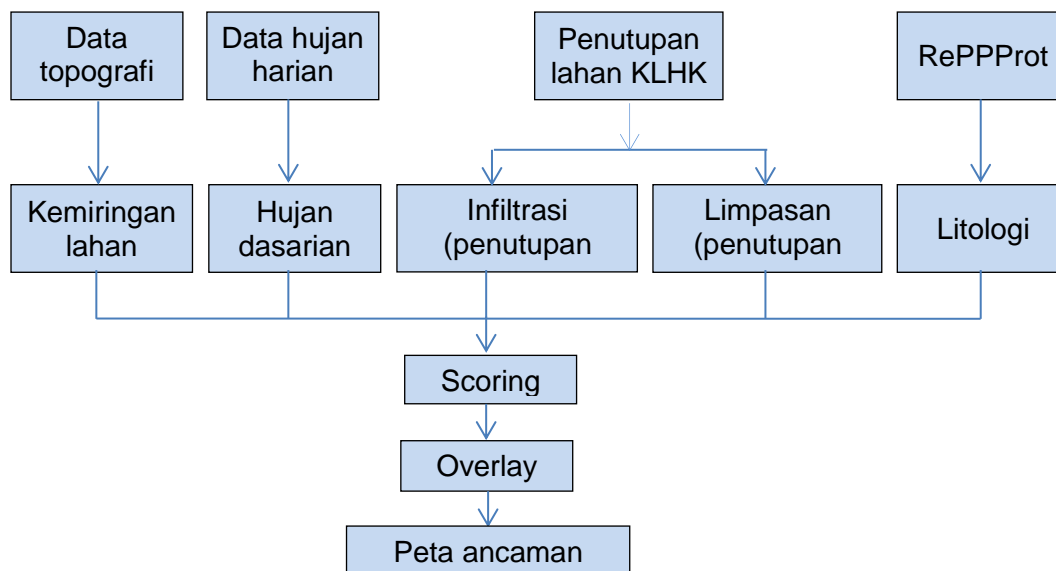 Data
topografi
Data hujan
harian
Penutupan
lahan KLHK
RePPProt
Kemiringan
lahan
Hujan
dasarian
Infiltrasi
(penutupan
Limpasan
(penutupan
Litologi
Scoring
Overlay
Peta ancaman